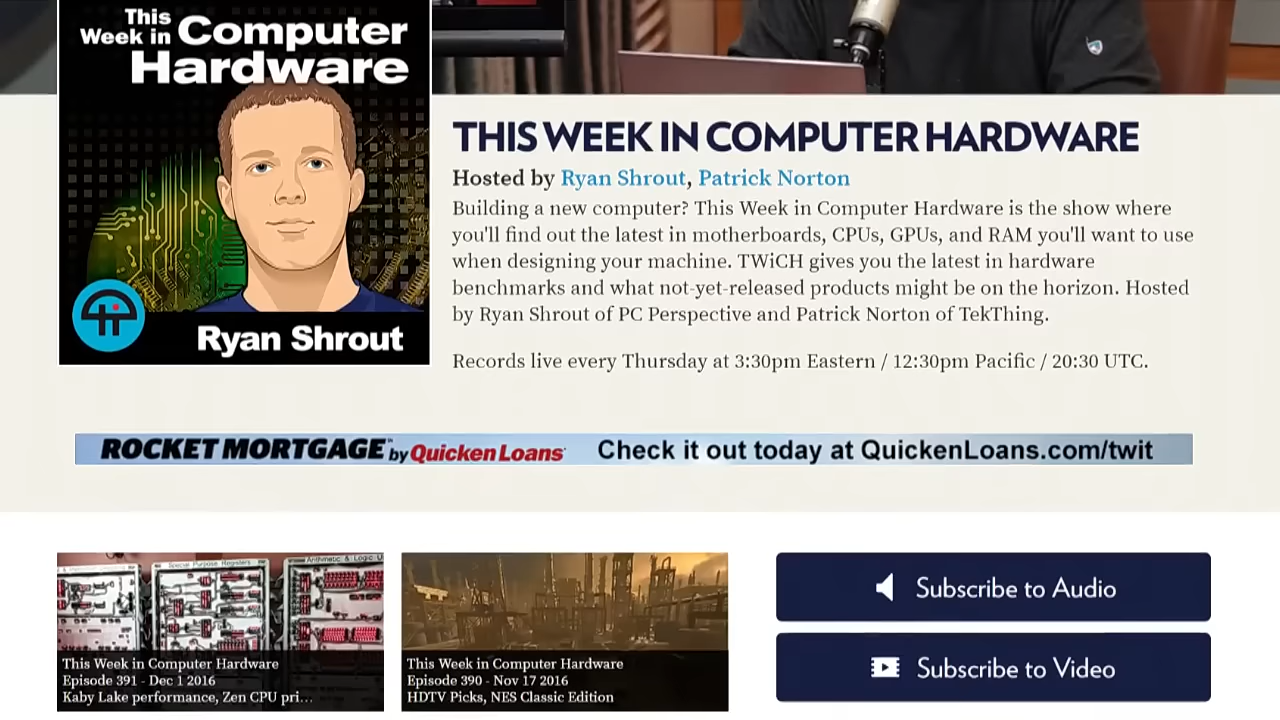 This
Week in Computer
Hardware
Ryan Shrout
THIS WEEK IN COMPUTER HARDWARE
Hosted by Ryan Shrout, Patrick Norton
Building a new computer? This Week in Computer Hardware is the show where
you'll find out the latest in motherboards, CPUs, GPUs, and RAM you'll want to use
when designing your machine. TWiCH gives you the latest in hardware
benchmarks and what not-yet-released products might be on the horizon. Hosted
by Ryan Shrout of PC Perspective and Patrick Norton of TekThing.
Records live every Thursday at 3:30pm Eastern / 12:30pm Pacific / 20:30 UTC.
ROCKET MORTGAGE by Quicken Loans Check it out today at QuickenLoans.com/twit
Special Purpose Registers
Arithmetic & Logic U
This Week in Computer Hardware
Episode 391 - Dec 1 2016
Kaby Lake performance, Zen CPU pri...
This Week in Computer Hardware
Episode 390 - Nov 17 2016
HDTV Picks, NES Classic Edition
Subscribe to Audio
Subscribe to Video